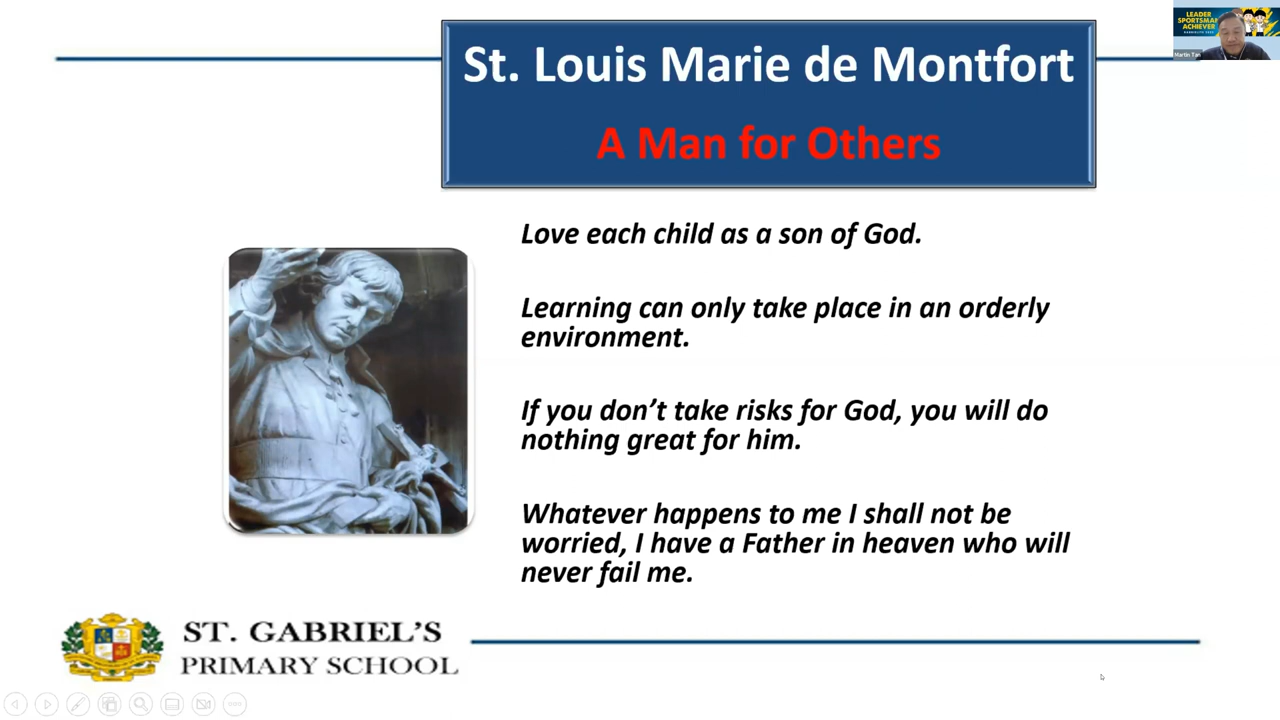 LEADER
SPORTSMAN
ACHIEVER
Martin Tan
St. Louis Marie de Montfort
A Man for Others
Love each child as a son of God.
Learning can only take place in an orderly
environment.
If you don’t take risks for God, you will do
nothing great for him.
Whatever happens to me I shall not be
worried, I have a Father in heaven who will
never fail me.
ST. GABRIEL’S
PRIMARY SCHOOL